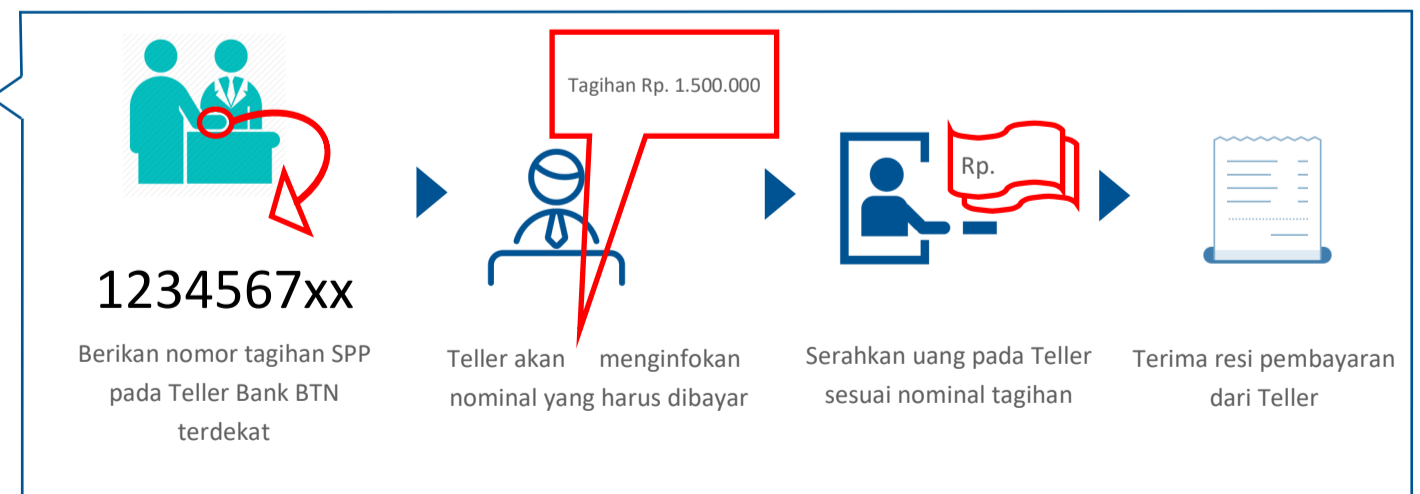 Tagihan Rp. 1.500.000
Rp.
1234567xx
Berikan nomor tagihan SPP
pada Teller Bank BTN
terdekat
Teller akan menginfokan
nominal yang harus dibayar
Serahkan uang pada Teller
sesuai nominal tagihan
Terima resi pembayaran
dari Teller